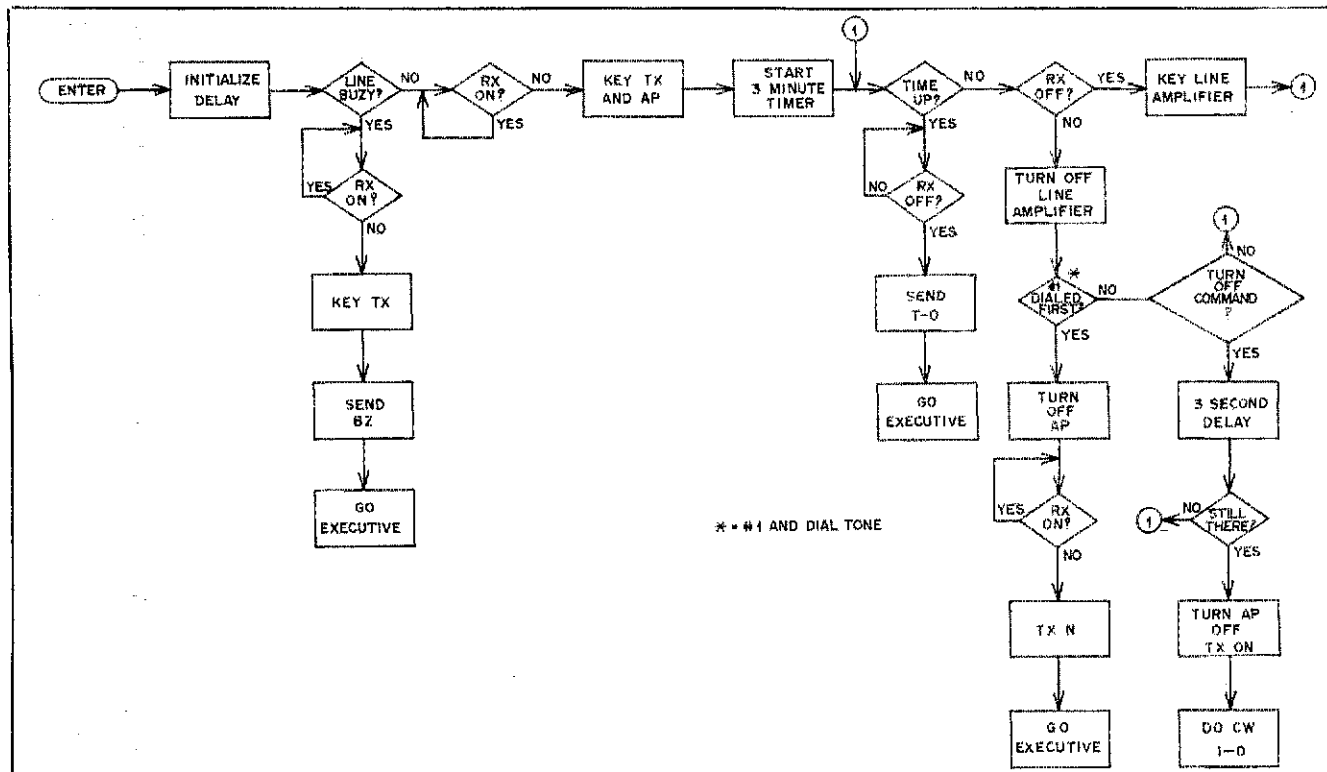 ENTER
INITIALIZE
DELAY
LINE
BUZY?
NO
YES
RX
ON?
NO
YES
KEY TX
AND AP
START
3 MINUTE
TIMER
1
TIME
UP?
NO
YES
RX
OFF?
YES
NO
KEY LINE
AMPLIFIER
1
YES
RX
ON?
NO
KEY TX
SEND
BZ
GO
EXECUTIVE
NO
RX
OFF?
YES
SEND
T-O
GO
EXECUTIVE
TURN OFF
LINE
AMPLIFIER
*
#1
DIALED
FIRST?
NO
YES
1
NO
TURN
OFF
COMMAND
?
YES
TURN
OFF
AP
YES
RX
ON?
NO
TX N
GO
EXECUTIVE
3 SECOND
DELAY
1
NO
STILL
THERE?
YES
TURN AP
OFF
TX ON
DO CW
I-D
* = #1 AND DIAL TONE